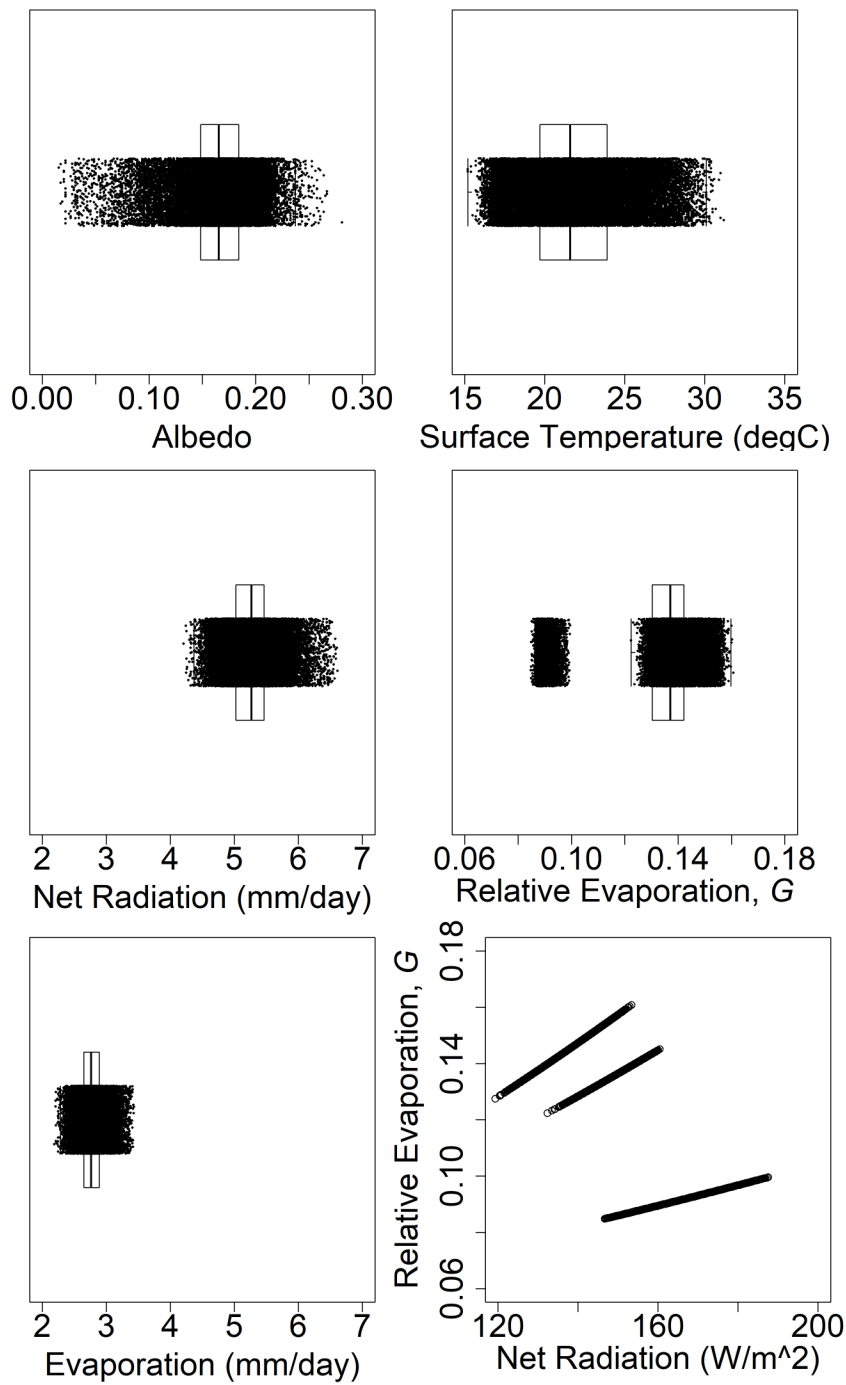 0.00 0.10 0.20 0.30
Albedo
15 20 25 30 35
Surface Temperature (degC)
2 3 4 5 6 7
Net Radiation (mm/day)
0.06 0.10 0.14 0.18
Relative Evaporation, G
2 3 4 5 6 7
Evaporation (mm/day)
Relative Evaporation, G
0.06 0.10 0.14 0.18
120 160 200
Net Radiation (W/m^2)